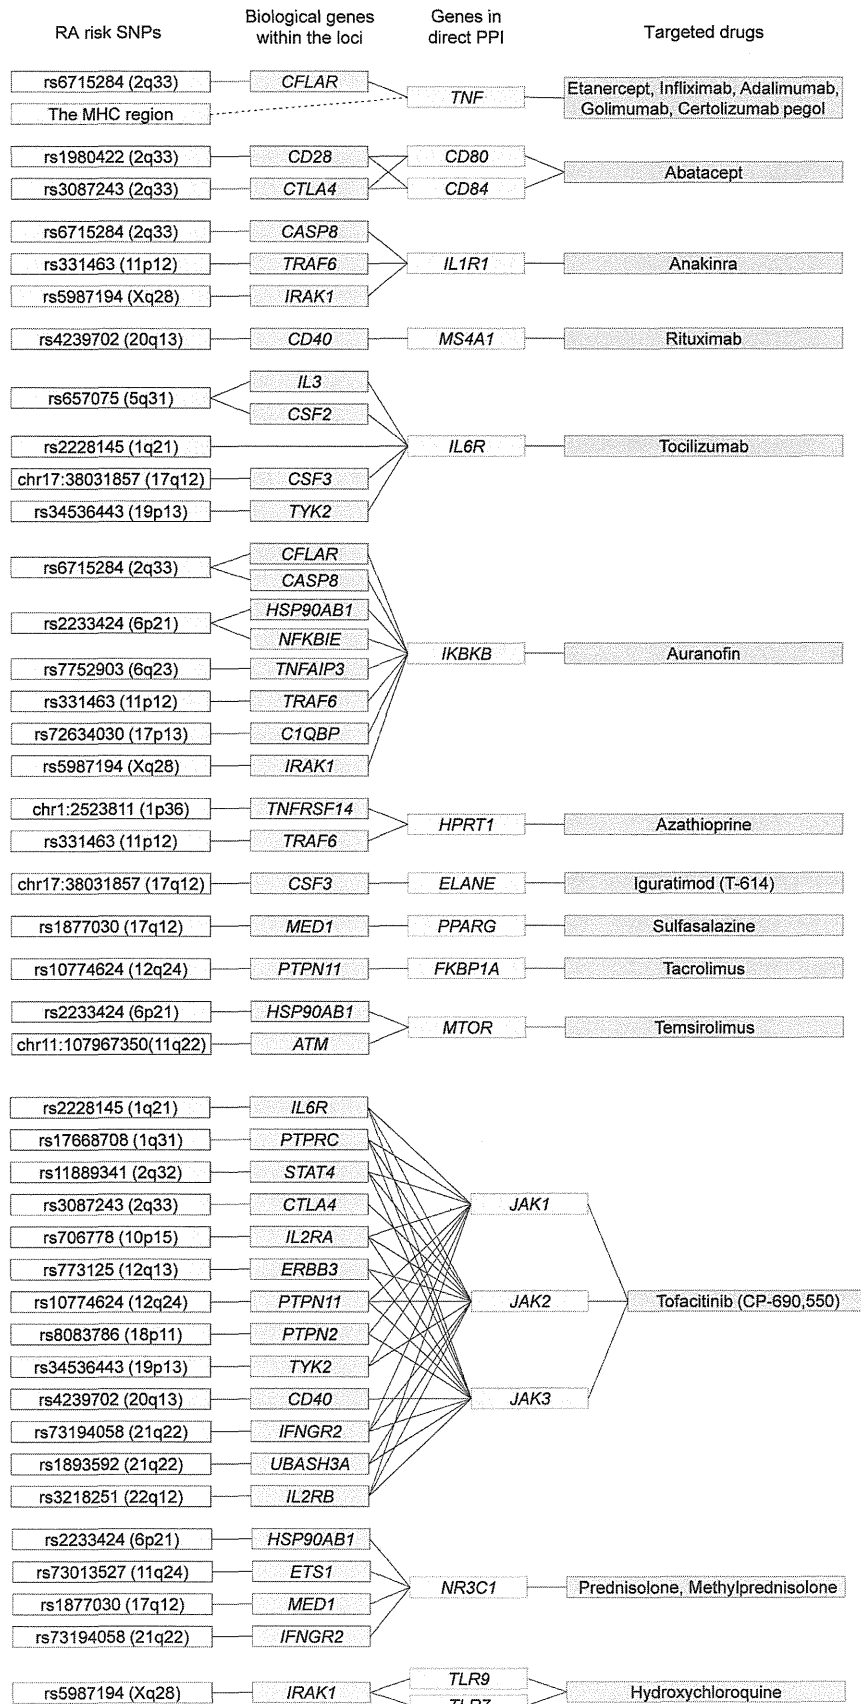 RA risk SNPs
Biological genes
within the loci
Genes in
direct PPI
Targeted drugs
rs6715284 (2q33)
CFLAR
TNF
Etanercept, Infliximab, Adalimumab,
Golimumab, Certolizumab pegol
The MHC region
rs1980422 (2q33)
CD28
CD80
Abatacept
rs3087243 (2q33)
CTLA4
CD84
rs6715284 (2q33)
CASP8
rs331463 (11p12)
TRAF6
IL1R1
Anakinra
rs5987194 (Xq28)
IRAK1
rs4239702 (20q13)
CD40
MS4A1
Rituximab
rs657075 (5q31)
IL3
CSF2
rs2228145 (1q21)
IL6R
Tocilizumab
chr17:38031857 (17q12)
CSF3
rs34536443 (19p13)
TYK2
rs6715284 (2q33)
CFLAR
CASP8
rs2233424 (6p21)
HSP90AB1
NFKBIE
IKBKB
Auranofin
rs7752903 (6q23)
TNFAIP3
rs331463 (11p12)
TRAF6
rs72634030 (17p13)
C1QBP
rs5987194 (Xq28)
IRAK1
chr1:2523811 (1p36)
TNFRSF14
HPRT1
Azathioprine
rs331463 (11p12)
TRAF6
chr17:38031857 (17q12)
CSF3
ELANE
Iguratimod (T-614)
rs1877030 (17q12)
MED1
PPARG
Sulfasalazine
rs10774624 (12q24)
PTPN11
FKBP1A
Tacrolimus
rs2233424 (6p21)
HSP90AB1
MTOR
Temsirolimus
chr11:107967350(11q22)
ATM
rs2228145 (1q21)
IL6R
rs17668708 (1q31)
PTPRC
rs11889341 (2q32)
STAT4
rs3087243 (2q33)
CTLA4
JAK1
rs706778 (10p15)
IL2RA
rs773125 (12q13)
ERBB3
rs10774624 (12q24)
PTPN11
JAK2
Tofacitinib (CP-690,550)
rs8083786 (18p11)
PTPN2
rs34536443 (19p13)
TYK2
rs4239702 (20q13)
CD40
JAK3
rs73194058 (21q22)
IFNGR2
rs1893592 (21q22)
UBASH3A
rs3218251 (22q12)
IL2RB
rs2233424 (6p21)
HSP90AB1
rs73013527 (11q24)
ETS1
NR3C1
Prednisolone, Methylprednisolone
rs1877030 (17q12)
MED1
rs73194058 (21q22)
IFNGR2
rs5987194 (Xq28)
IRAK1
TLR9
Hydroxychloroquine